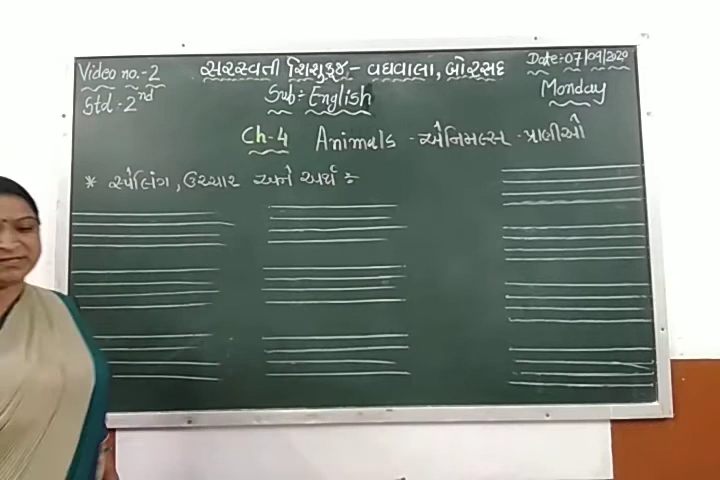 Video no.-2 સરસ્વતી શિશુકુંજ - વઘવાલા, બોરસદ Date:-07/09/2020
Std.-2nd Sub:- English Monday
Ch-4 Animals - એનિમલ્સ - પ્રાણીઓ
* સ્પેલિંગ, ઉચ્ચાર અને અર્થ :-